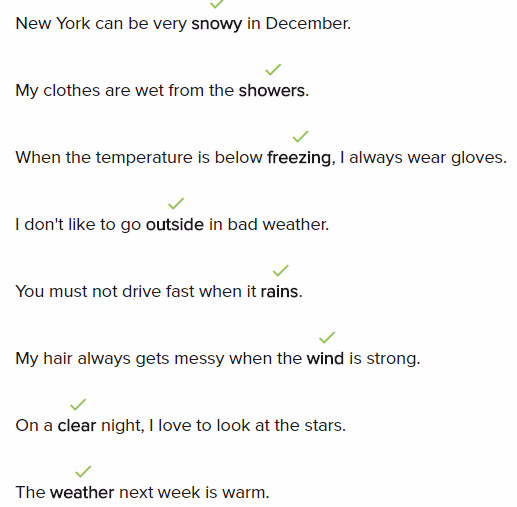 New York can be very snowy in December.
My clothes are wet from the showers.
When the temperature is below freezing, I always wear gloves.
I don't like to go outside in bad weather.
You must not drive fast when it rains.
My hair always gets messy when the wind is strong.
On a clear night, I love to look at the stars.
The weather next week is warm.